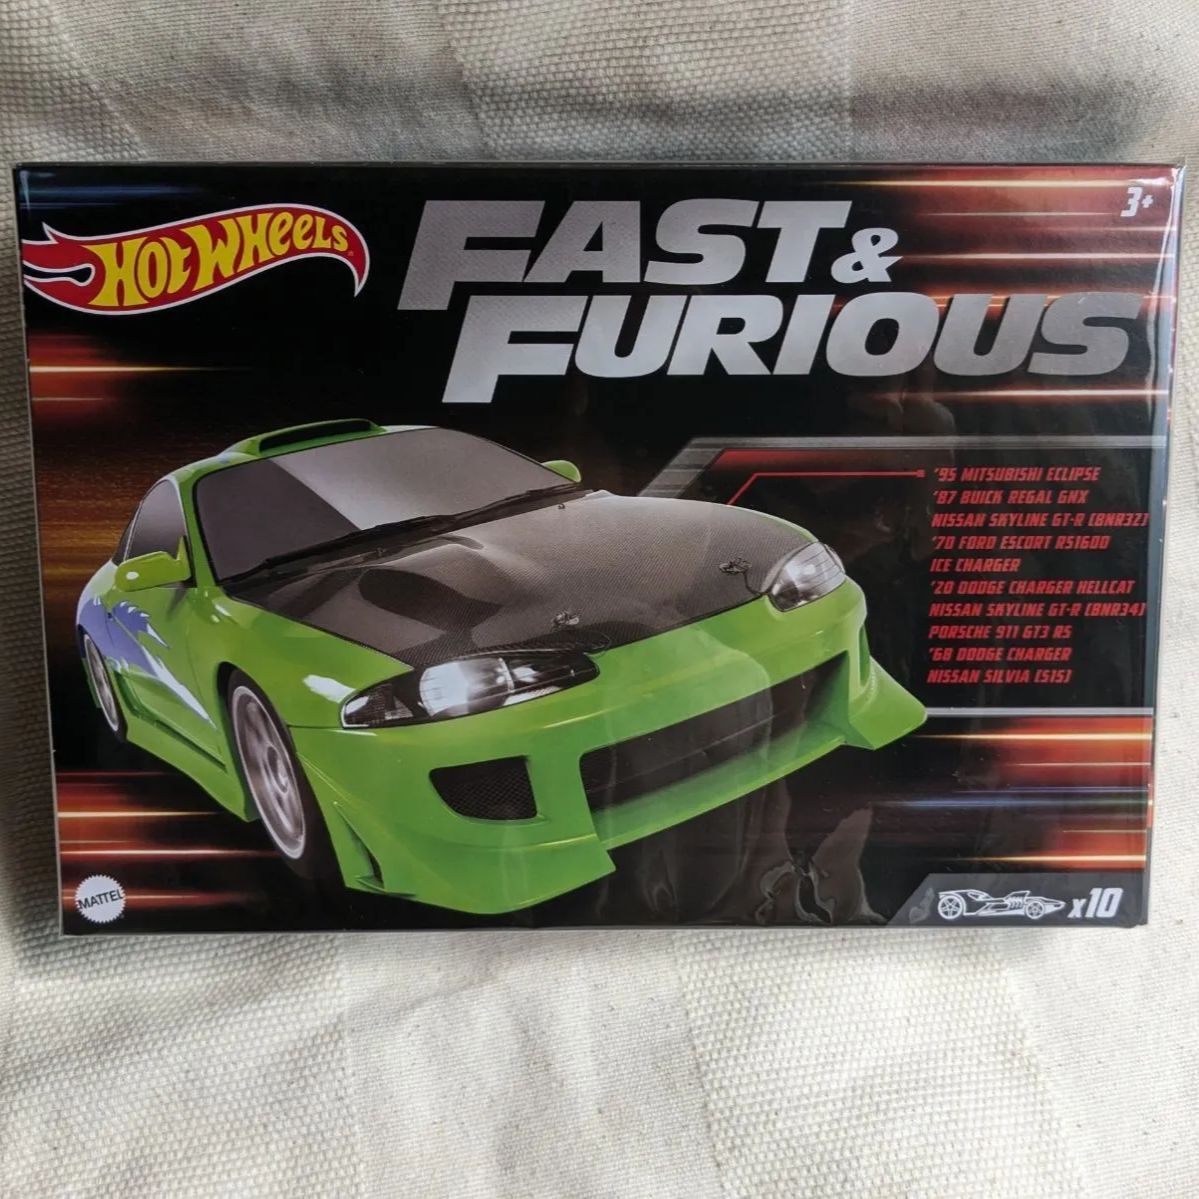 HOT WHEELS
FAST &
FURIOUS
3+
'95 MITSUBISHI ECLIPSE
'87 BUICK REGAL GNX
NISSAN SKYLINE GT-R (BNR32)
'70 FORD ESCORT RS1600
ICE CHARGER
'20 DODGE CHARGER HELLCAT
NISSAN SKYLINE GT-R (BNR34)
PORSCHE 911 GT3 RS
'68 DODGE CHARGER
NISSAN SILVIA (S15)
MATTEL
x10